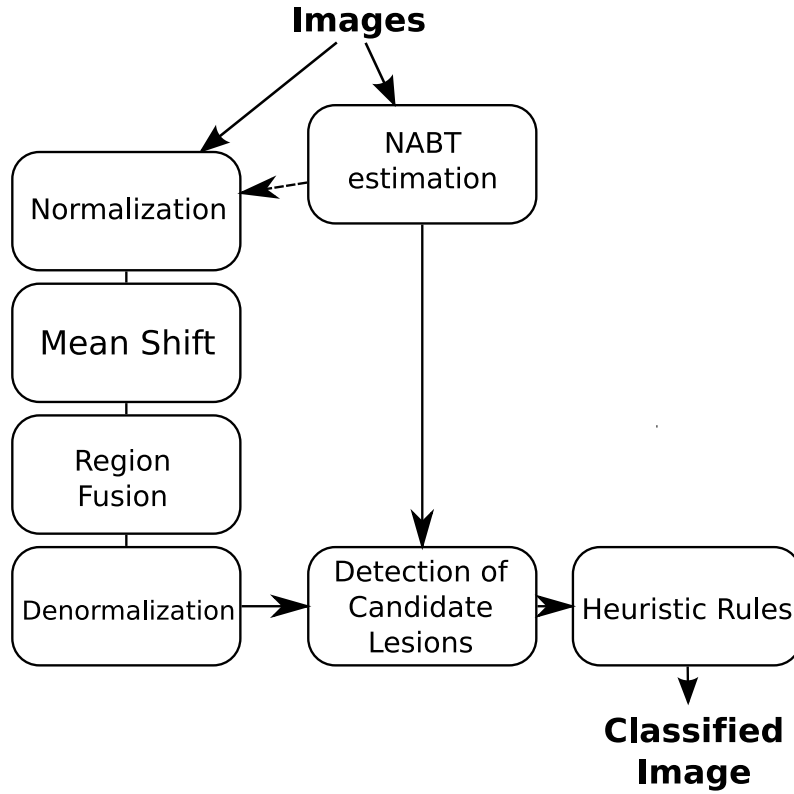 Images
NABT
estimation
Normalization
Mean Shift
Region
Fusion
Denormalization
Detection of
Candidate
Lesions
Heuristic Rules
Classified
Image